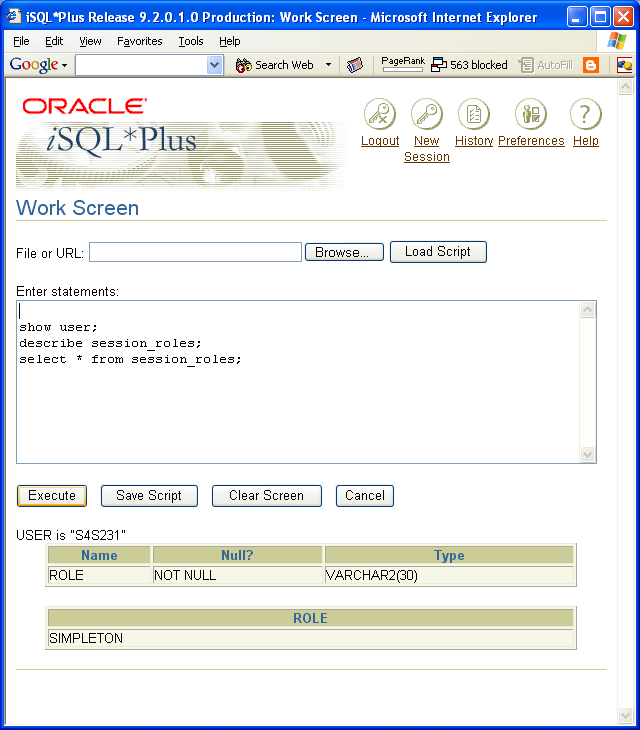 iSQL*Plus Release 9.2.0.1.0 Production: Work Screen - Microsoft Internet Explorer
File Edit View Favorites Tools Help
Google Search Web PageRank 563 blocked AutoFill
ORACLE
iSQL*Plus
Logout New Session History Preferences Help
Work Screen
File or URL: Browse... Load Script
Enter statements:
show user;
describe session_roles;
select * from session_roles;
Execute Save Script Clear Screen Cancel
USER is "S4S231"
Name Null? Type
ROLE NOT NULL VARCHAR2(30)
ROLE
SIMPLETON